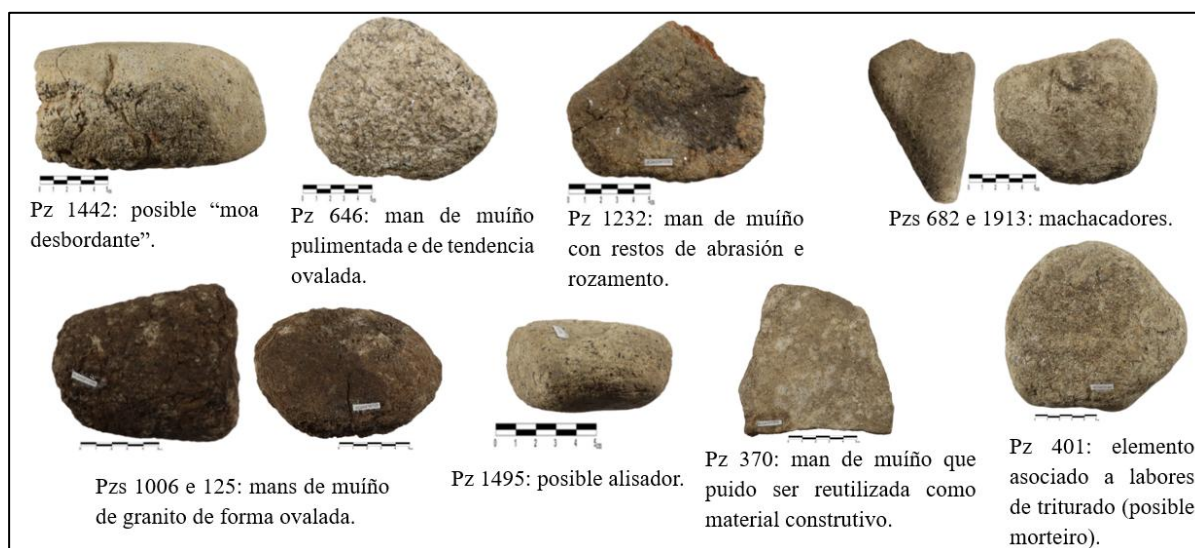 Pz 1442: posible “moa
desbordante”.
Pz 646: man de muíño
pulimentada e de tendencia
ovalada.
Pz 1232: man de muíño
con restos de abrasión e
rozamento.
Pzs 682 e 1913: machacadores.
Pzs 1006 e 125: mans de muíño
de granito de forma ovalada.
Pz 1495: posible alisador.
Pz 370: man de muíño que
puido ser reutilizada como
material construtivo.
Pz 401: elemento
asociado a labores
de triturado (posible
morteiro).